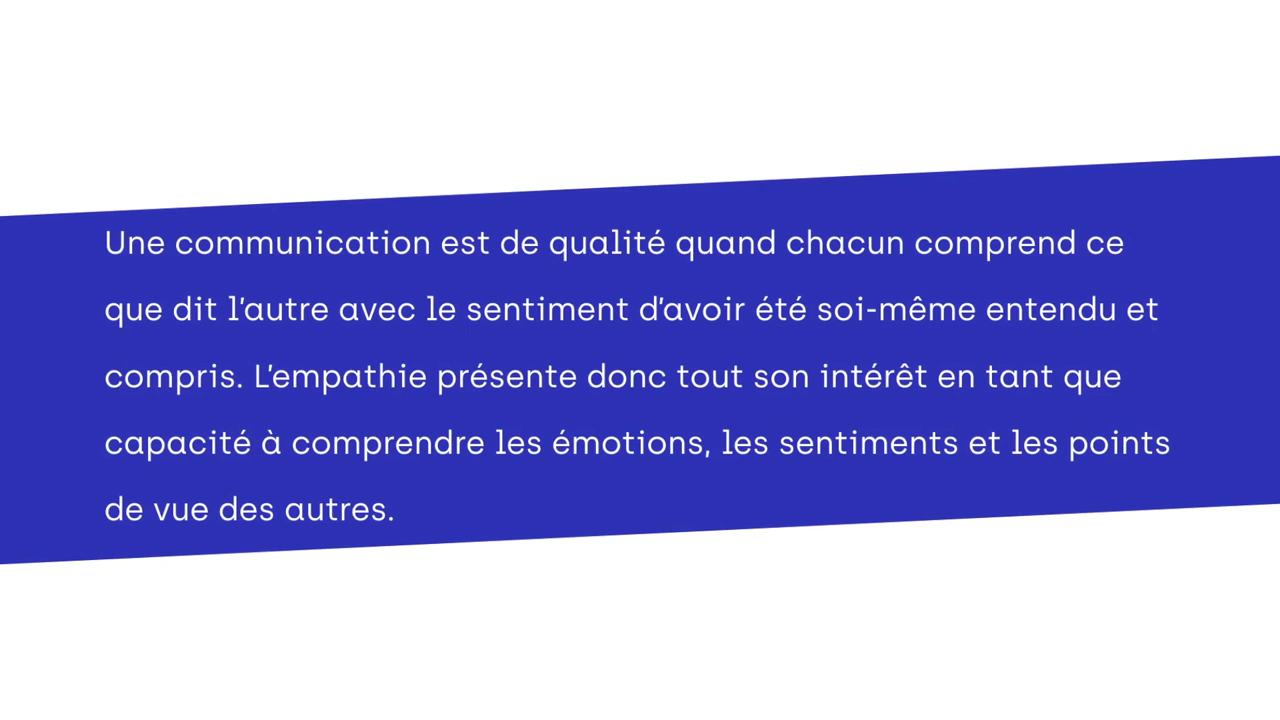 Une communication est de qualité quand chacun comprend ce
que dit l’autre avec le sentiment d’avoir été soi-même entendu et
compris. L’empathie présente donc tout son intérêt en tant que
capacité à comprendre les émotions, les sentiments et les points
de vue des autres.